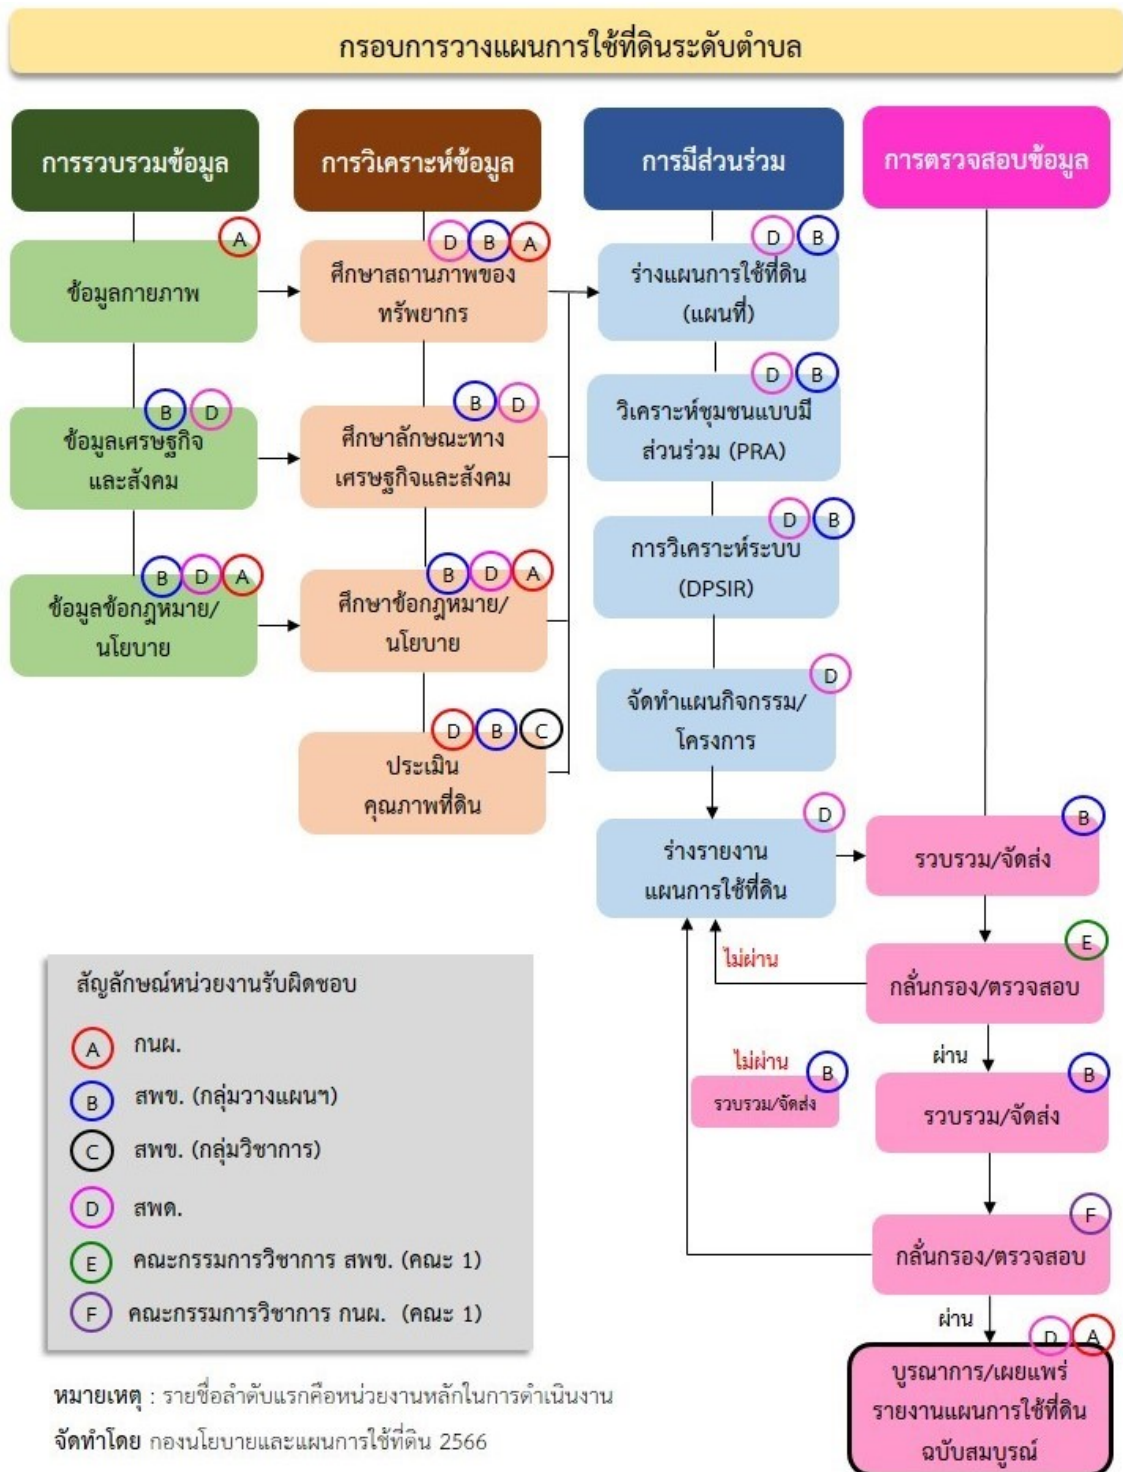 กรอบการวางแผนการใช้ที่ดินระดับตำบล
การรวบรวมข้อมูล
A
ข้อมูลกายภาพ
B D
ข้อมูลเศรษฐกิจ
และสังคม
B D A
ข้อมูลข้อกฎหมาย/
นโยบาย
การวิเคราะห์ข้อมูล
D B A
ศึกษาสถานภาพของ
ทรัพยากร
B D
ศึกษาลักษณะทาง
เศรษฐกิจและสังคม
B D A
ศึกษาข้อกฎหมาย/
นโยบาย
D B C
ประเมิน
คุณภาพที่ดิน
การมีส่วนร่วม
D B
ร่างแผนการใช้ที่ดิน
(แผนที่)
D B
วิเคราะห์ชุมชนแบบมี
ส่วนร่วม (PRA)
D B
การวิเคราะห์ระบบ
(DPSIR)
D
จัดทำแผนกิจกรรม/
โครงการ
D
ร่างรายงาน
แผนการใช้ที่ดิน
การตรวจสอบข้อมูล
B
รวบรวม/จัดส่ง
E
กลั่นกรอง/ตรวจสอบ
ไม่ผ่าน
ผ่าน
B
รวบรวม/จัดส่ง
F
กลั่นกรอง/ตรวจสอบ
ไม่ผ่าน
B
รวบรวม/จัดส่ง
ผ่าน
D A
บูรณาการ/เผยแพร่
รายงานแผนการใช้ที่ดิน
ฉบับสมบูรณ์
สัญลักษณ์หน่วยงานรับผิดชอบ
A กนผ.
B สพข. (กลุ่มวางแผนฯ)
C สพข. (กลุ่มวิชาการ)
D สพด.
E คณะกรรมการวิชาการ สพข. (คณะ 1)
F คณะกรรมการวิชาการ กนผ. (คณะ 1)
หมายเหตุ : รายชื่อลำดับแรกคือหน่วยงานหลักในการดำเนินงาน
จัดทำโดย กองนโยบายและแผนการใช้ที่ดิน 2566